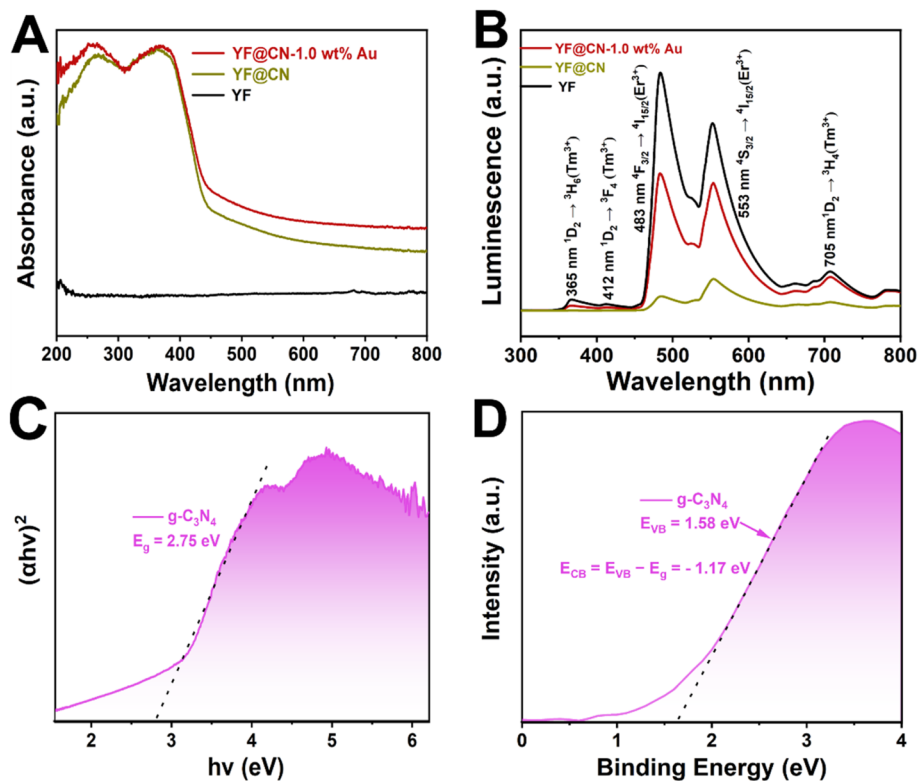 A
YF@CN-1.0 wt% Au
YF@CN
YF
Absorbance (a.u.)
200 300 400 500 600 700 800
Wavelength (nm)
B
YF@CN-1.0 wt% Au
YF@CN
YF
Luminescence (a.u.)
365 nm ¹D₂ → ³H₆(Tm³⁺)
412 nm ¹D₂ → ³F₄ (Tm³⁺)
483 nm ⁴F₃/₂ → ⁴I₁₅/₂(Er³⁺)
553 nm ⁴S₃/₂ → ⁴I₁₅/₂(Er³⁺)
705 nm¹D₂ → ³H₄(Tm³⁺)
300 400 500 600 700 800
Wavelength (nm)
C
g-C₃N₄
E_g = 2.75 eV
(αhν)²
2 3 4 5 6
hν (eV)
D
g-C₃N₄
E_VB = 1.58 eV
E_CB = E_VB − E_g = - 1.17 eV
Intensity (a.u.)
0 1 2 3 4
Binding Energy (eV)